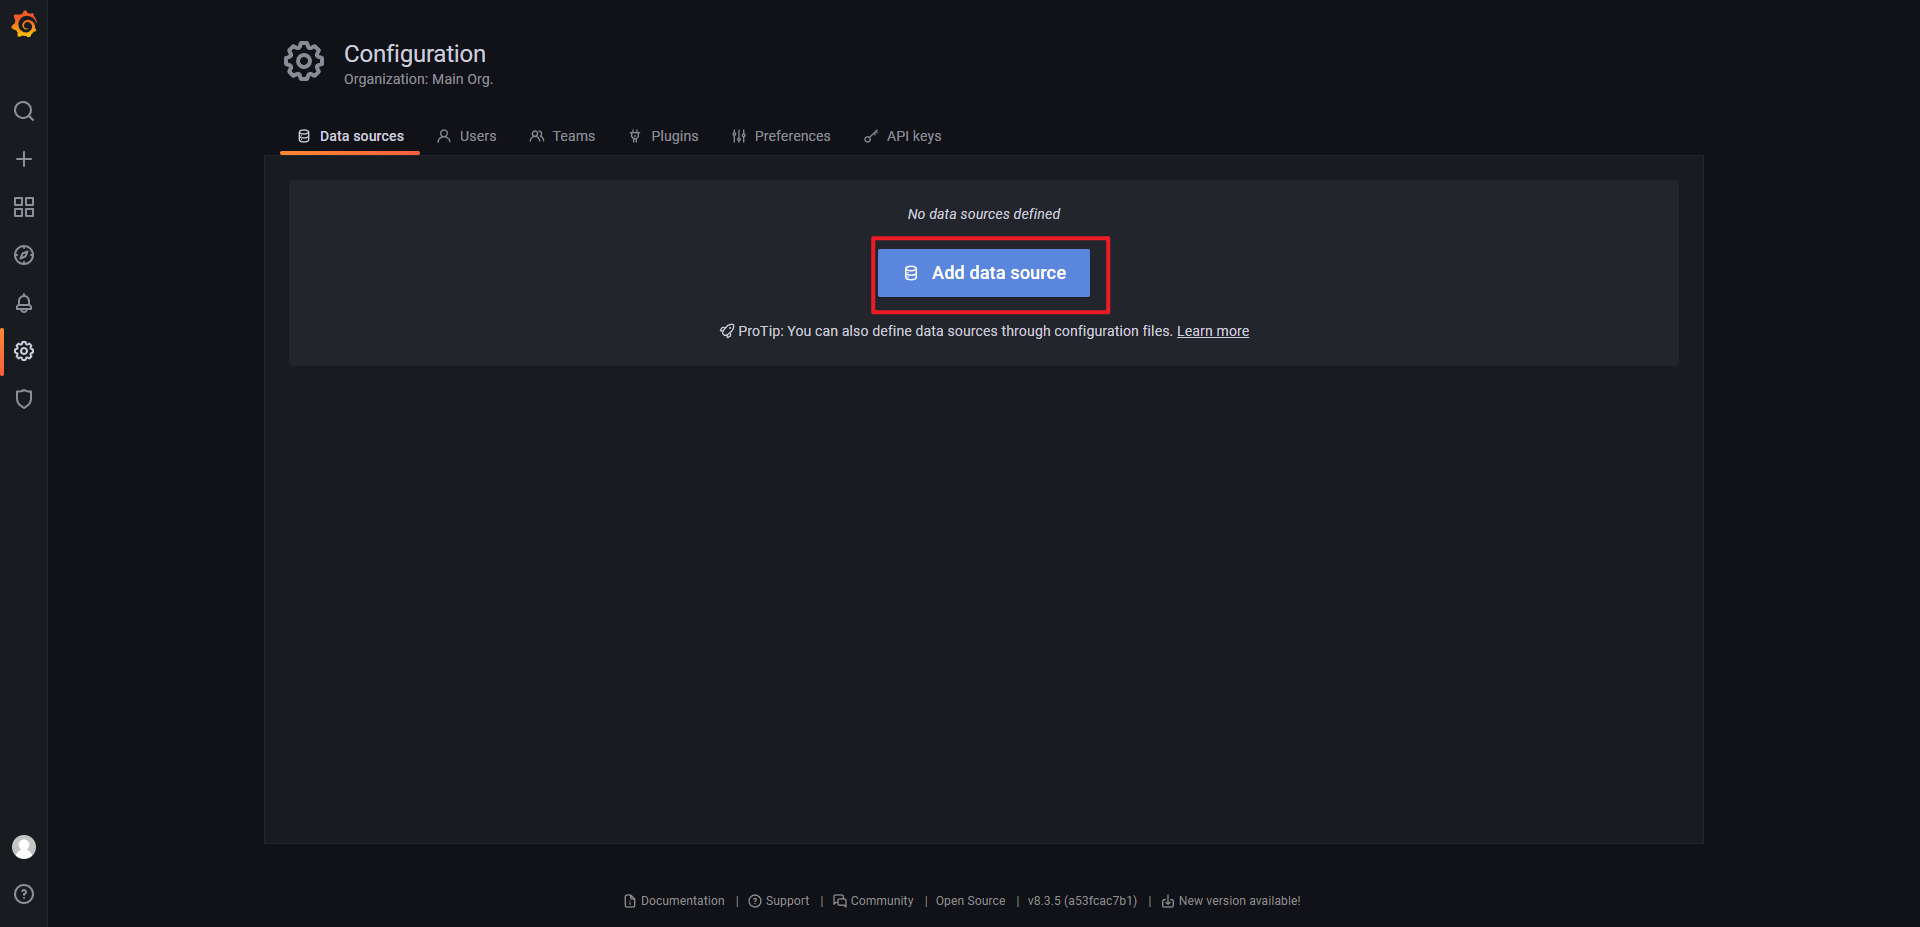 Configuration
Organization: Main Org.
Data sources
Users
Teams
Plugins
Preferences
API keys
No data sources defined
Add data source
ProTip: You can also define data sources through configuration files. Learn more
Documentation | Support | Community | Open Source | v8.3.5 (a53fcac7b1) | New version available!